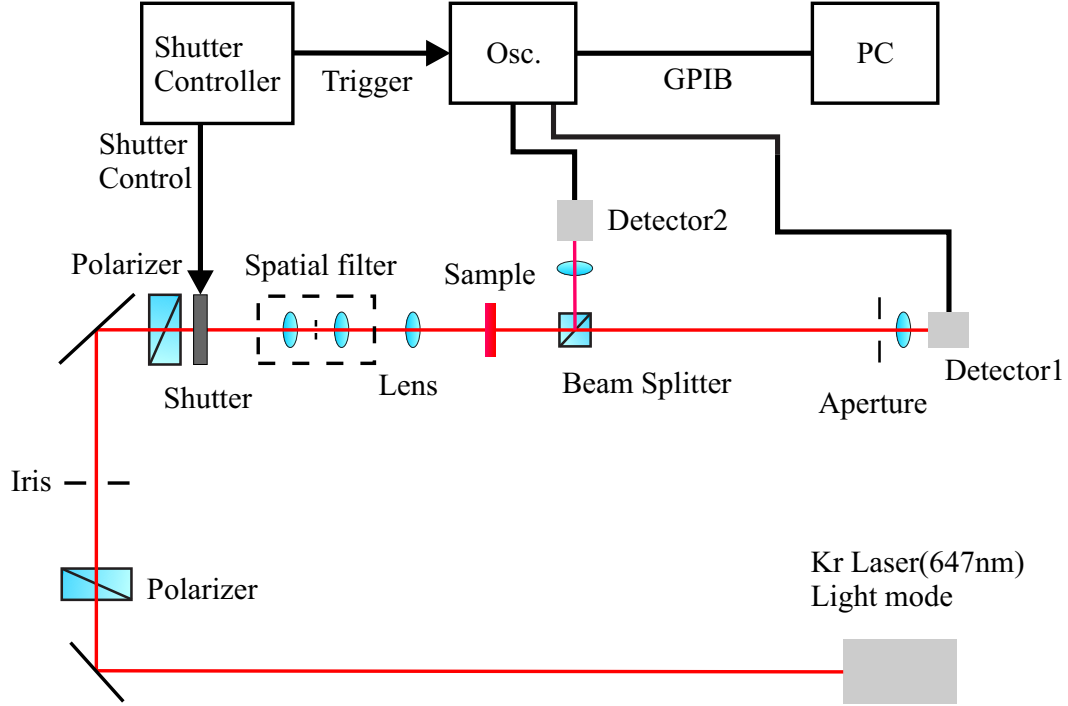 Shutter
Controller
Trigger
Osc.
GPIB
PC
Shutter
Control
Detector2
Polarizer
Spatial filter
Sample
Shutter
Lens
Beam Splitter
Aperture
Detector1
Iris
Polarizer
Kr Laser(647nm)
Light mode